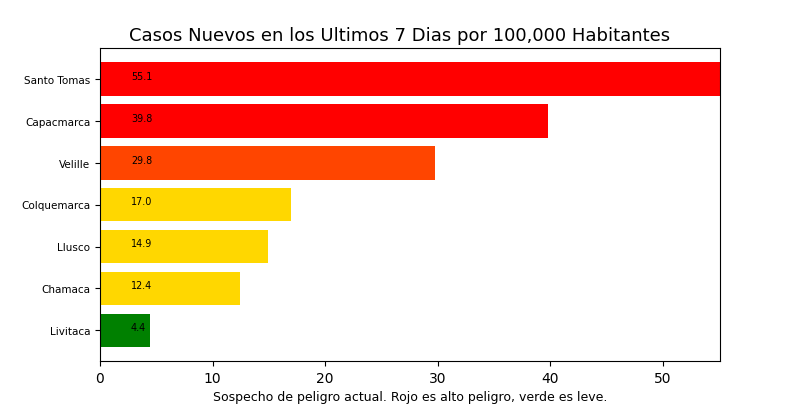 Casos Nuevos en los Ultimos 7 Dias por 100,000 Habitantes
Santo Tomas 55.1
Capacmarca 39.8
Velille 29.8
Colquemarca 17.0
Llusco 14.9
Chamaca 12.4
Livitaca 4.4
0 10 20 30 40 50
Sospecho de peligro actual. Rojo es alto peligro, verde es leve.